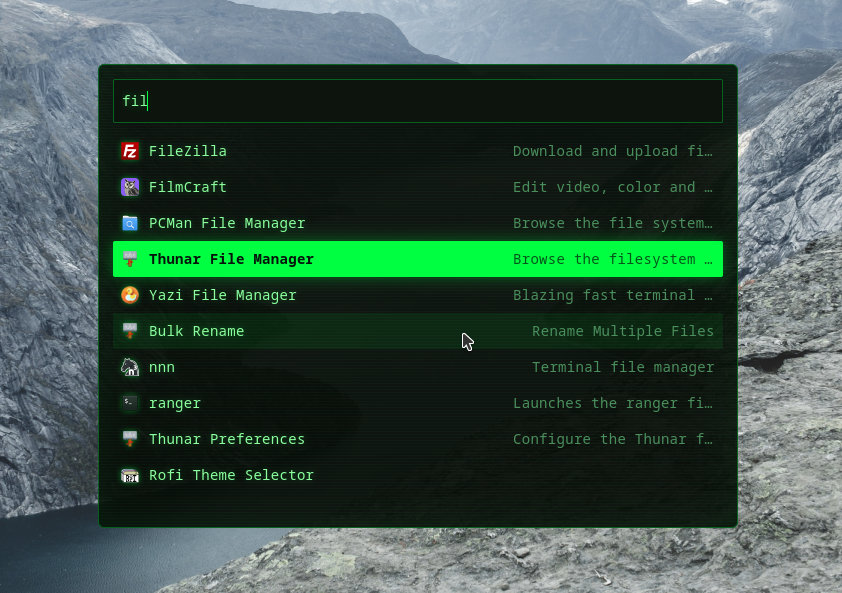 fil
FileZilla Download and upload fi…
FilmCraft Edit video, color and …
PCMan File Manager Browse the file system…
Thunar File Manager Browse the filesystem …
Yazi File Manager Blazing fast terminal …
Bulk Rename Rename Multiple Files
nnn Terminal file manager
ranger Launches the ranger fi…
Thunar Preferences Configure the Thunar f…
Rofi Theme Selector